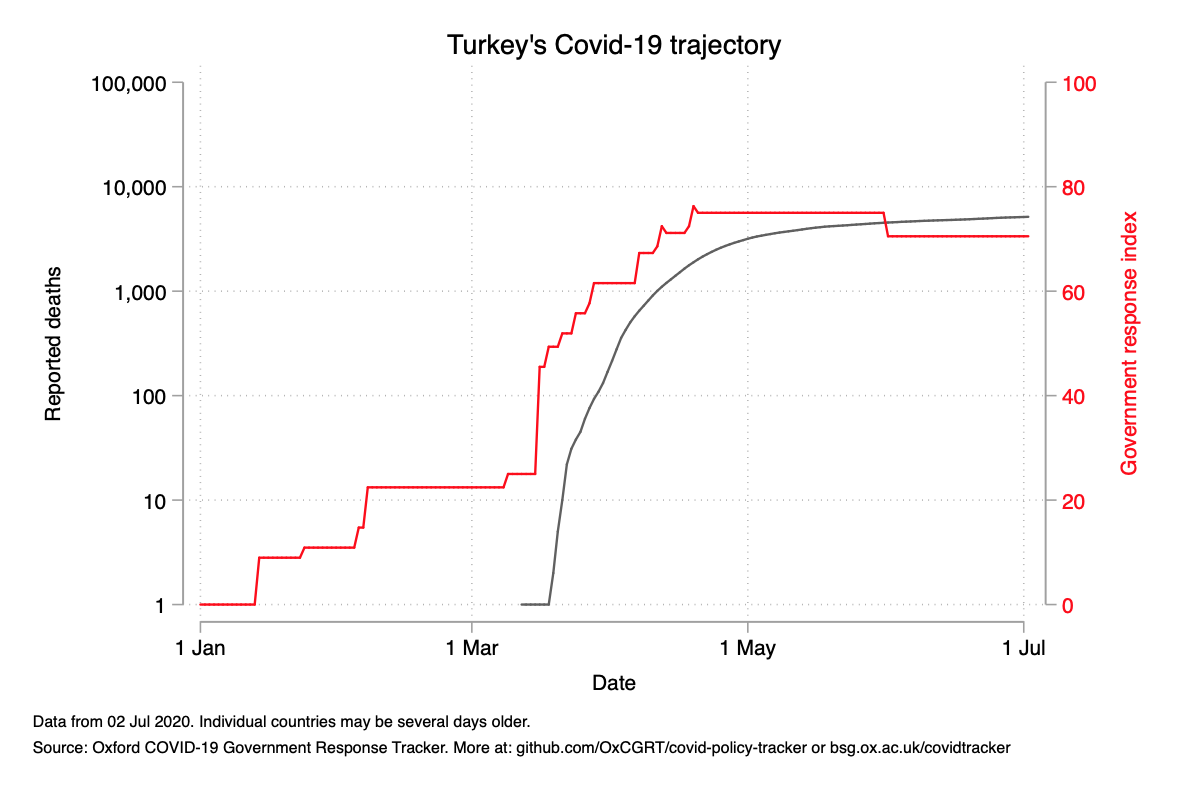 Turkey's Covid-19 trajectory
100,000
10,000
1,000
100
10
1
Reported deaths
100
80
60
40
20
0
Government response index
1 Jan
1 Mar
1 May
1 Jul
Date
Data from 02 Jul 2020. Individual countries may be several days older.
Source: Oxford COVID-19 Government Response Tracker. More at: github.com/OxCGRT/covid-policy-tracker or bsg.ox.ac.uk/covidtracker